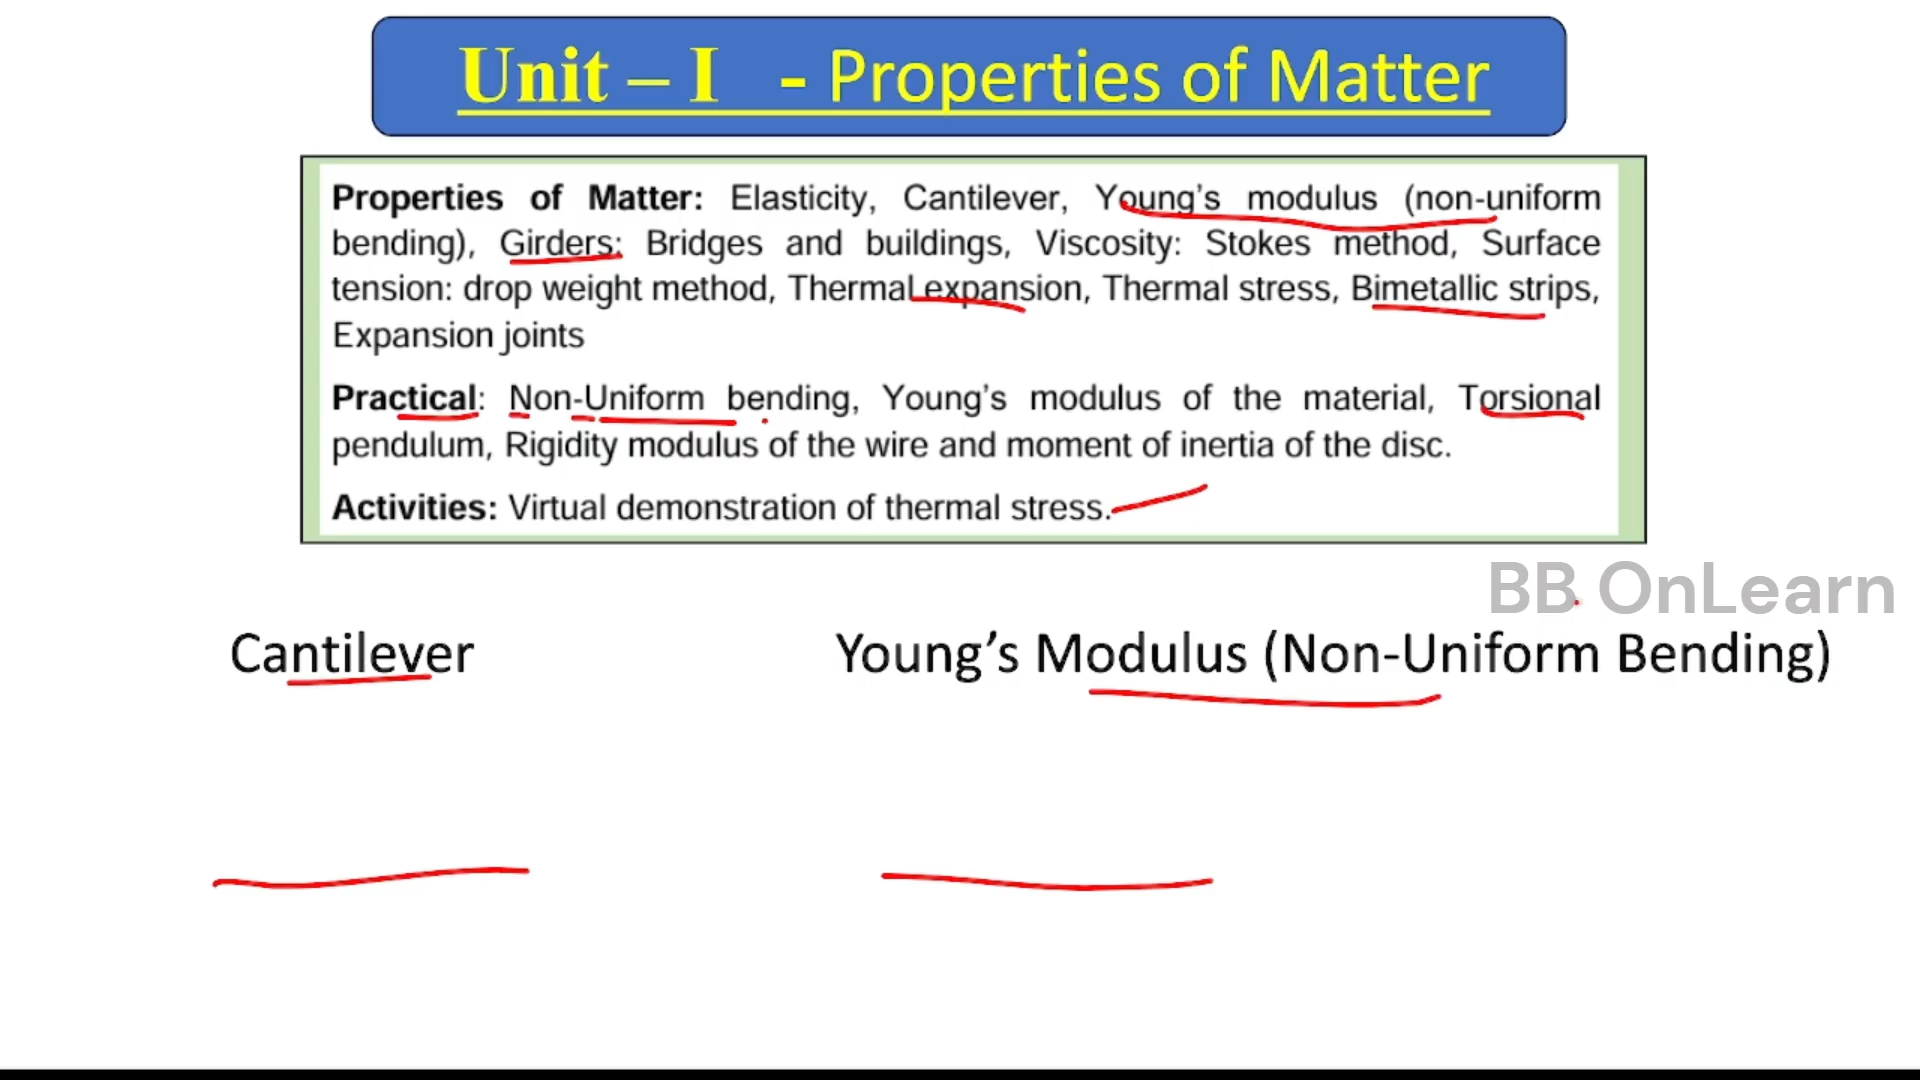 Unit – I - Properties of Matter
Properties of Matter: Elasticity, Cantilever, Young’s modulus (non-uniform
bending), Girders: Bridges and buildings, Viscosity: Stokes method, Surface
tension: drop weight method, Thermal expansion, Thermal stress, Bimetallic strips,
Expansion joints
Practical: Non-Uniform bending, Young’s modulus of the material, Torsional
pendulum, Rigidity modulus of the wire and moment of inertia of the disc.
Activities: Virtual demonstration of thermal stress.
BB OnLearn
Cantilever
Young’s Modulus (Non-Uniform Bending)